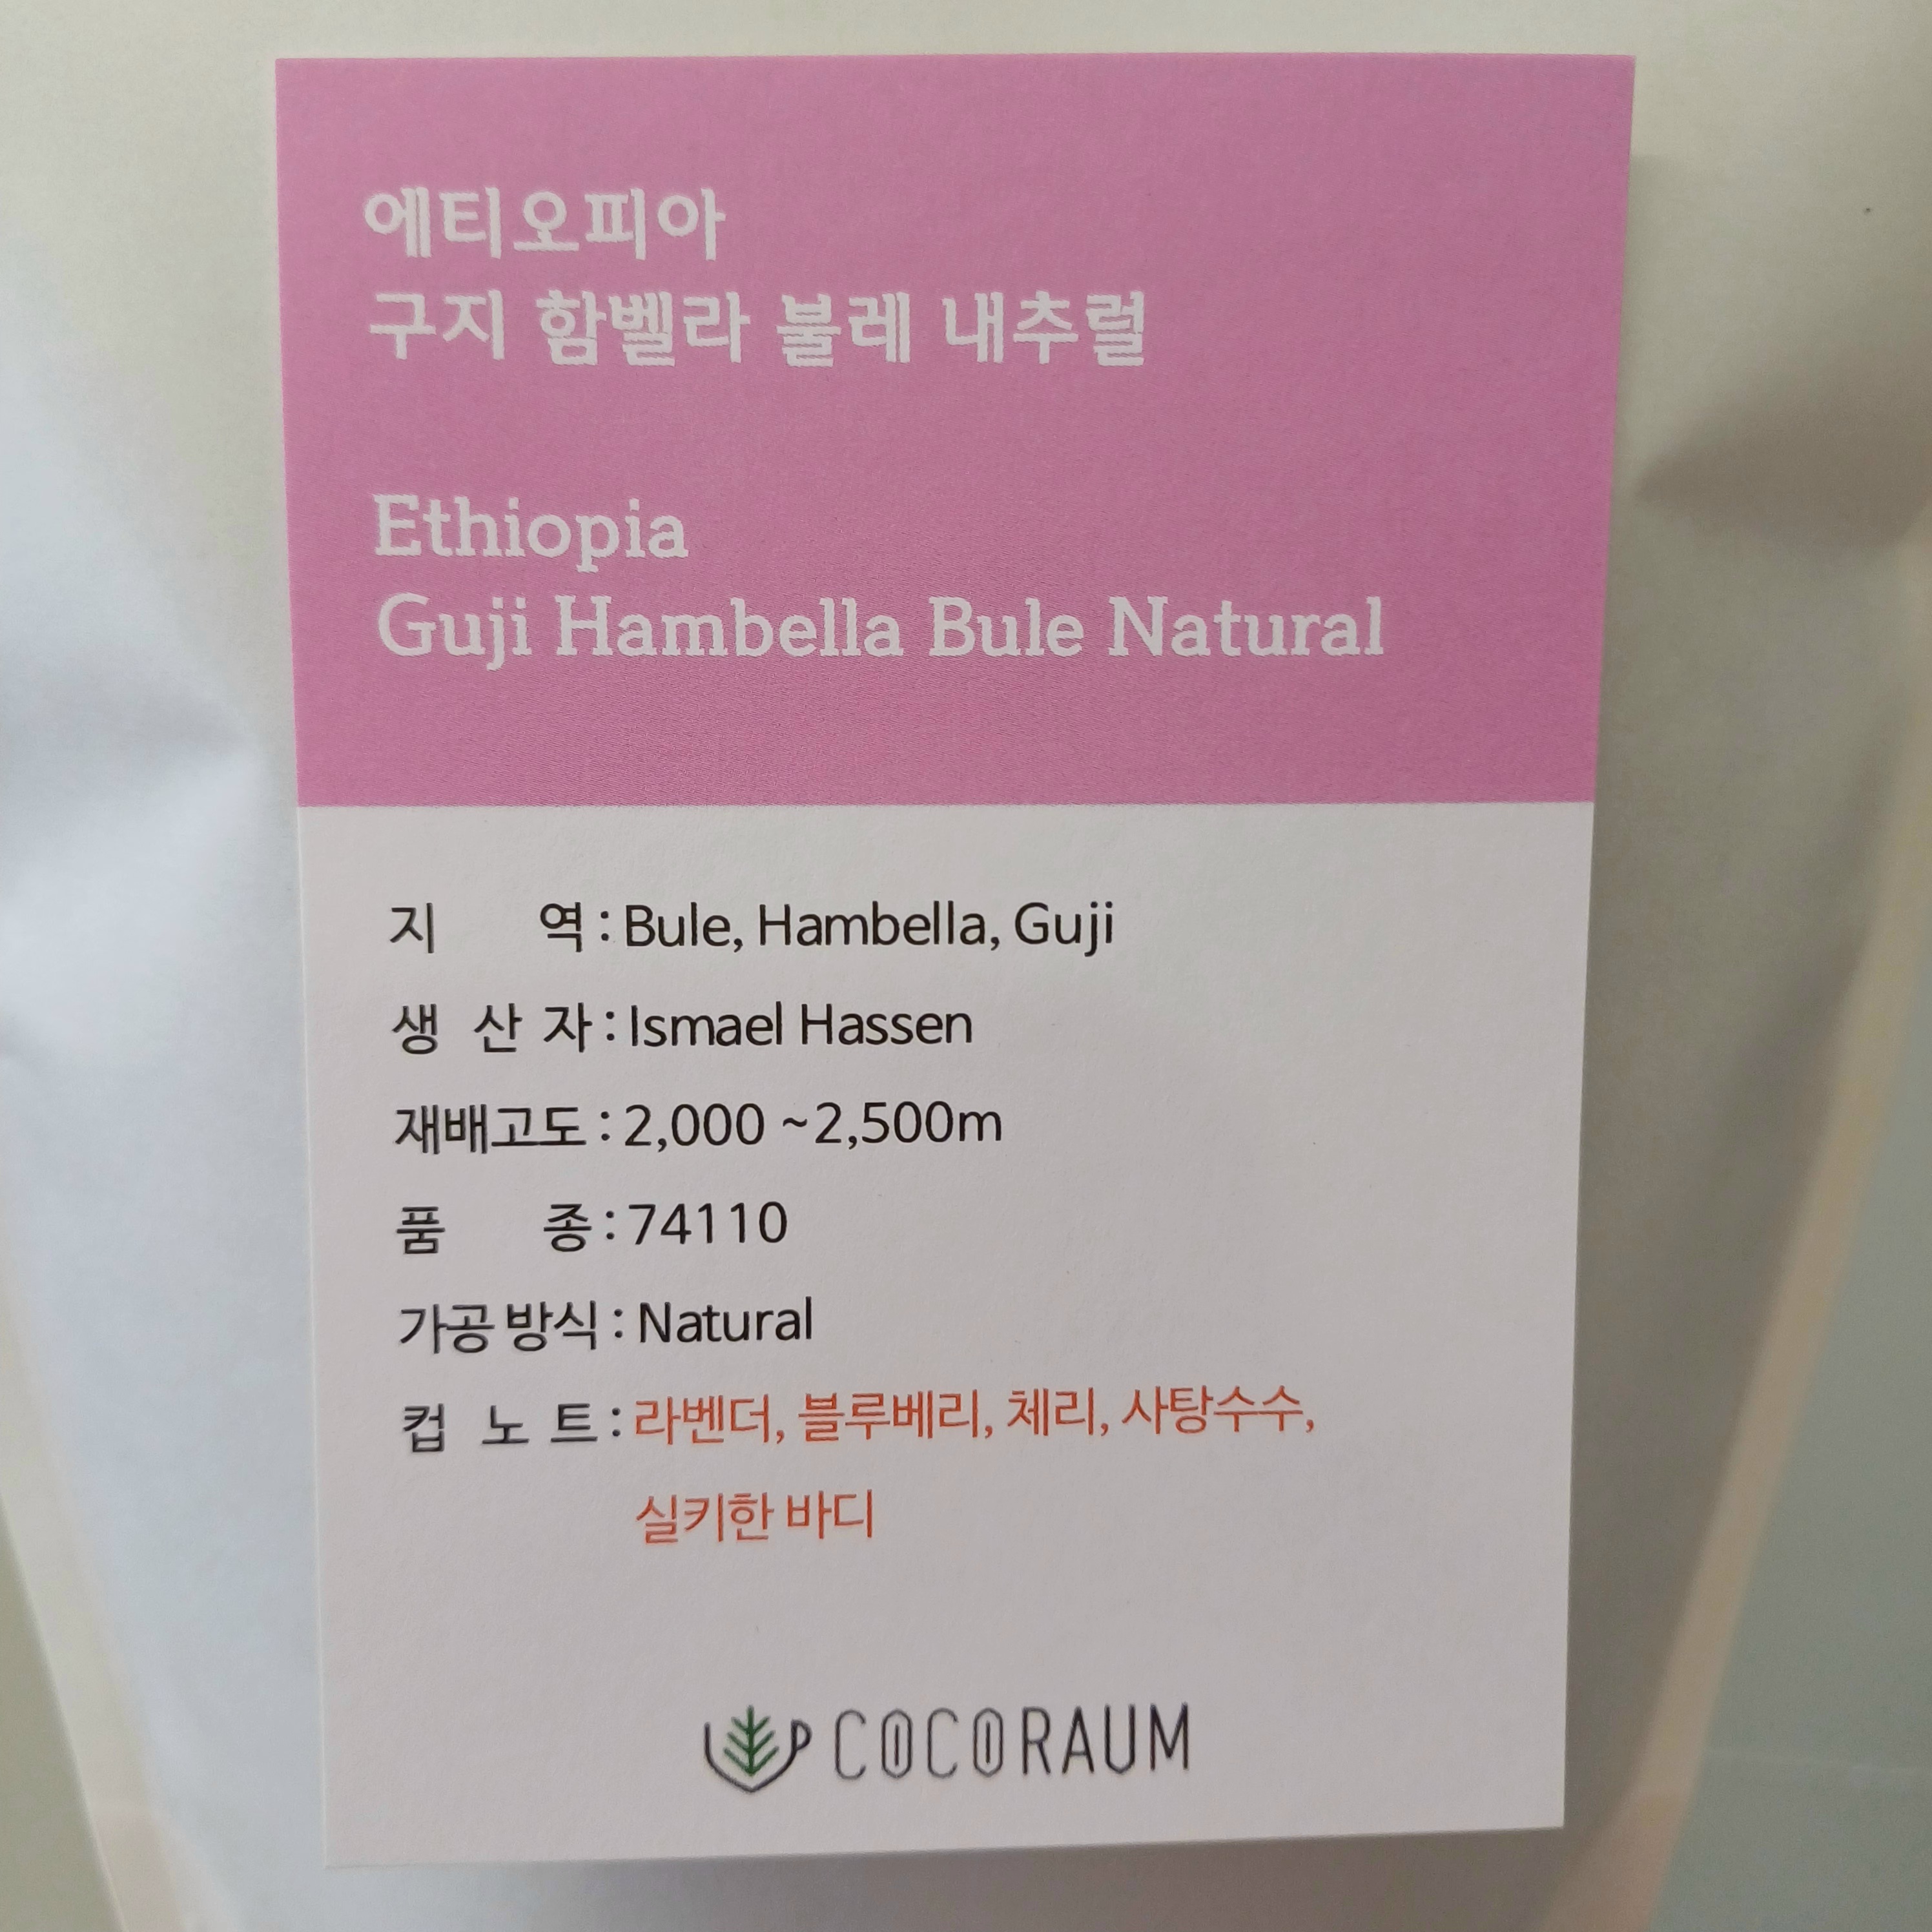 에티오피아
구지 함벨라 불레 내추럴
Ethiopia
Guji Hambella Bule Natural
지 역 : Bule, Hambella, Guji
생 산 자 : Ismael Hassen
재배고도 : 2,000 ~2,500m
품 종 : 74110
가공 방식 : Natural
컵 노 트 : 라벤더, 블루베리, 체리, 사탕수수,
실키한 바디
COCORAUM